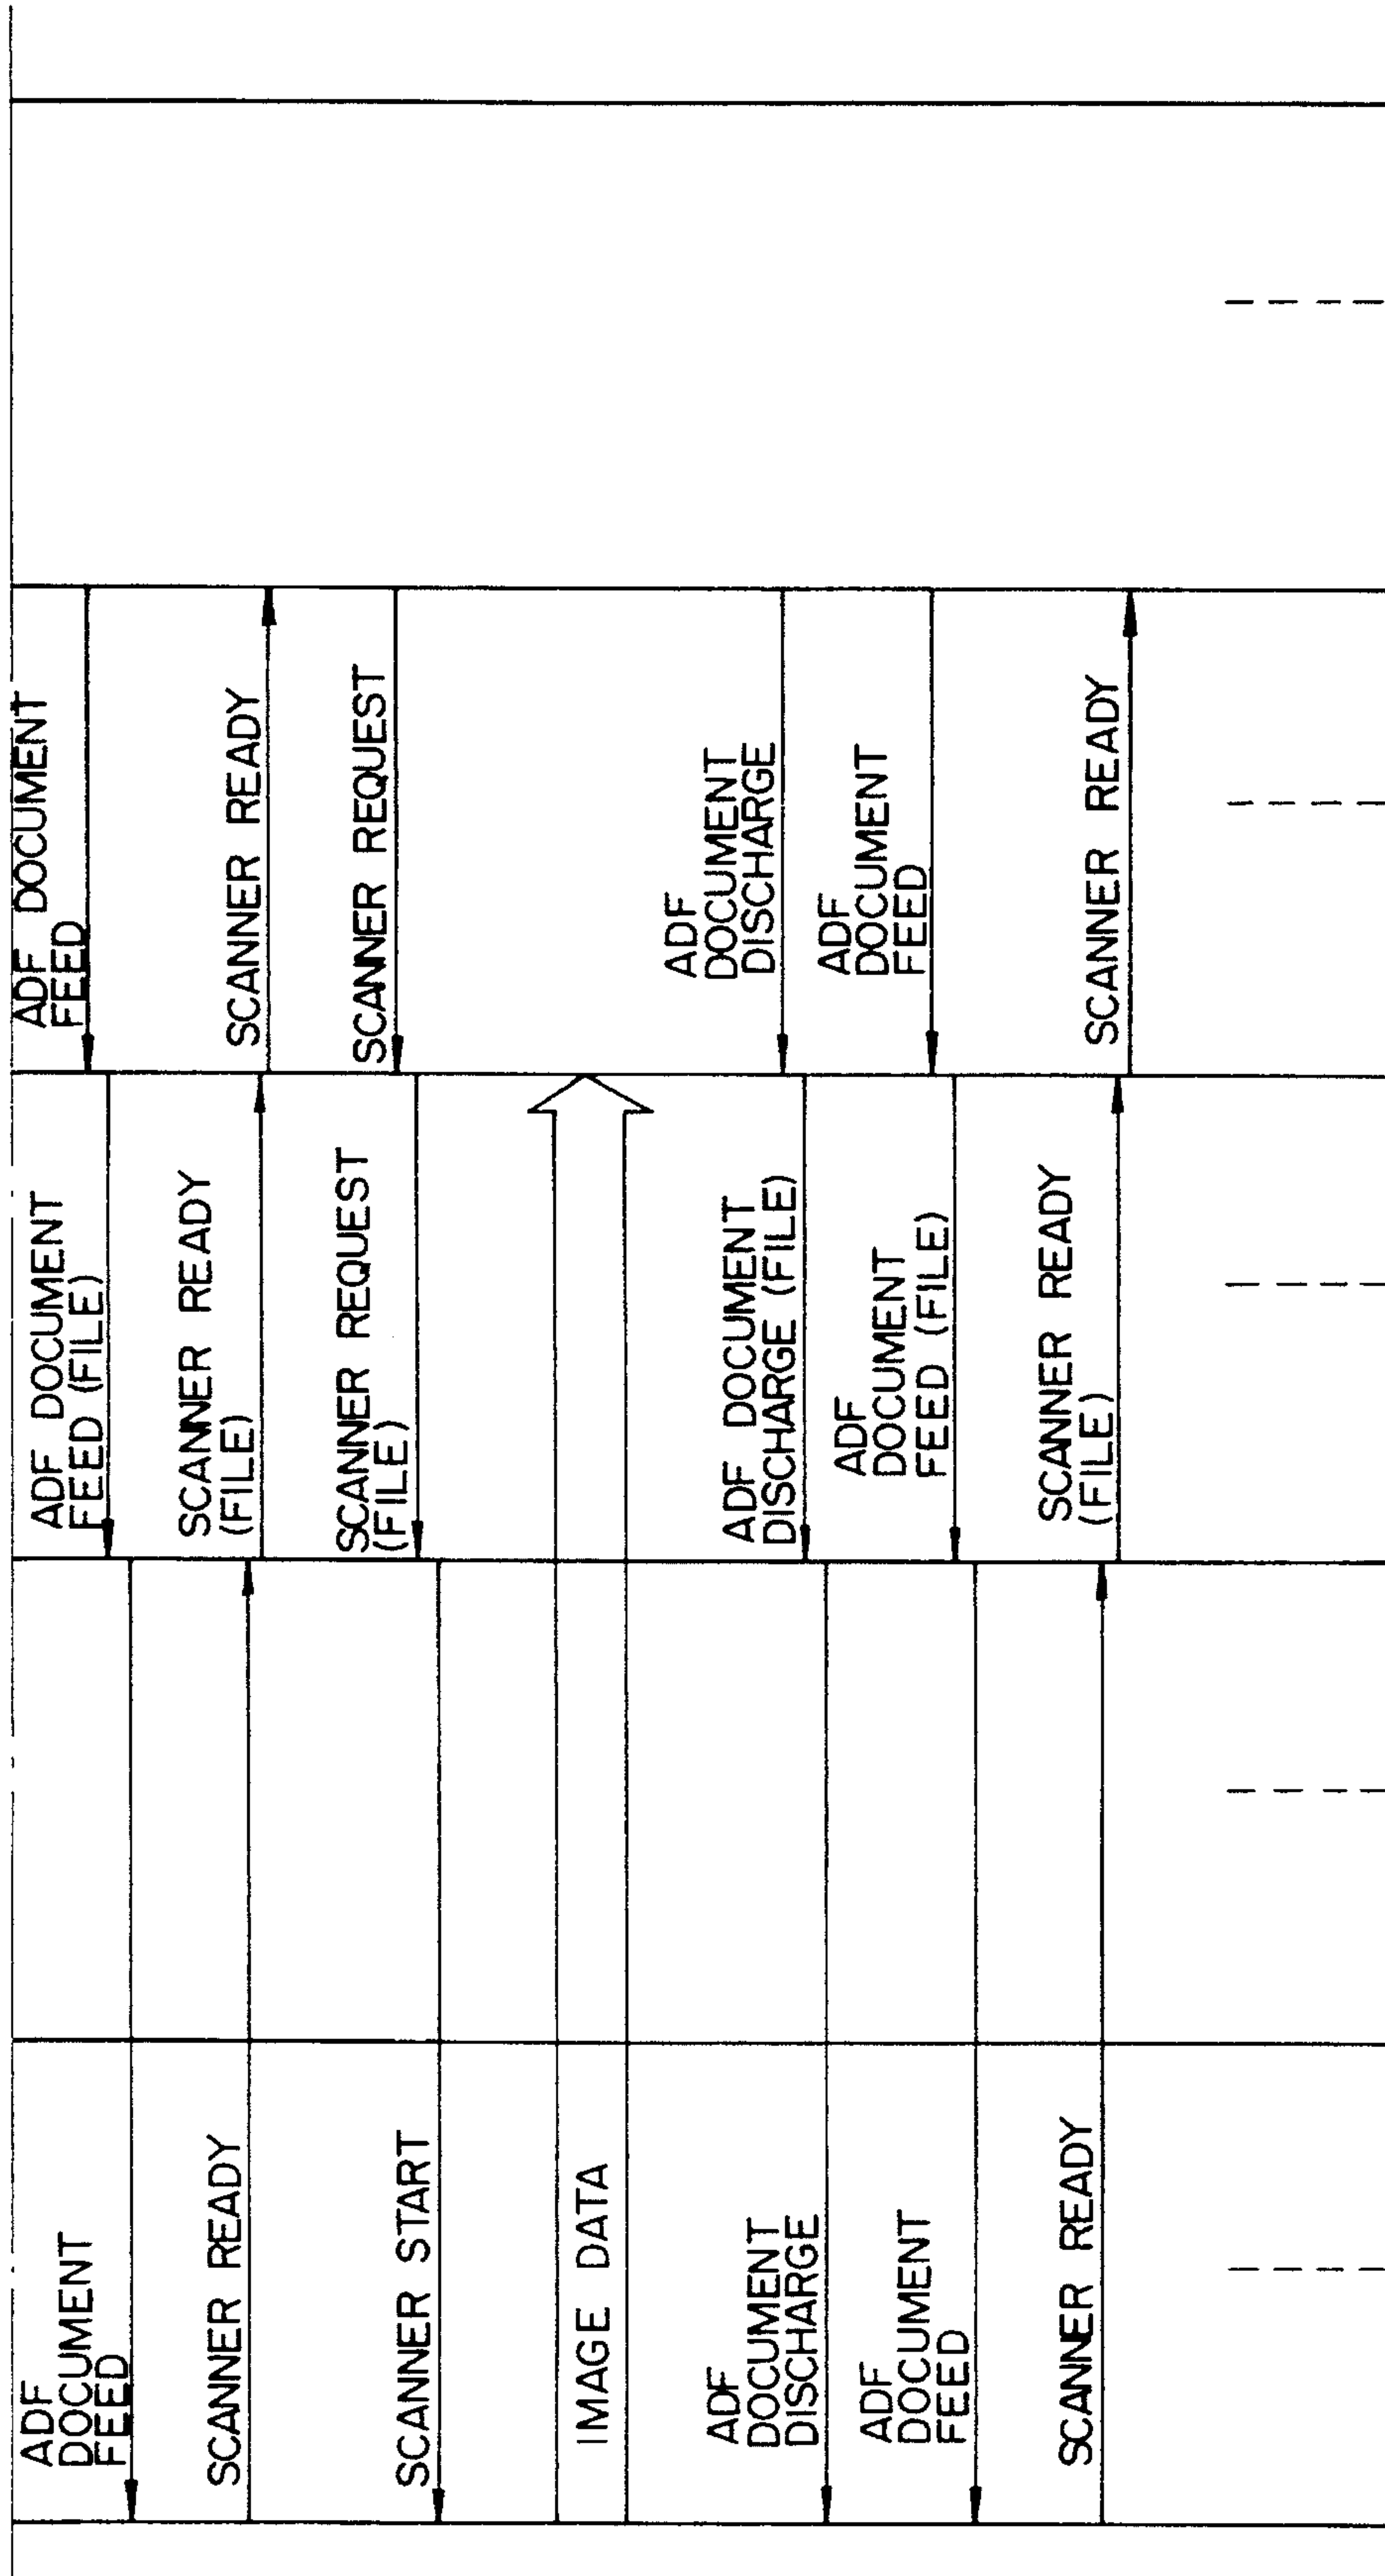 ADF
DOCUMENT
FEED
ADF DOCUMENT
FEED (FILE)
ADF DOCUMENT
FEED
SCANNER READY
SCANNER READY
(FILE)
SCANNER READY
SCANNER START
SCANNER REQUEST
(FILE)
SCANNER REQUEST
IMAGE DATA
ADF
DOCUMENT
DISCHARGE
ADF DOCUMENT
DISCHARGE (FILE)
ADF
DOCUMENT
DISCHARGE
ADF
DOCUMENT
FEED
ADF
DOCUMENT
FEED (FILE)
ADF
DOCUMENT
FEED
SCANNER READY
SCANNER READY
(FILE)
SCANNER READY